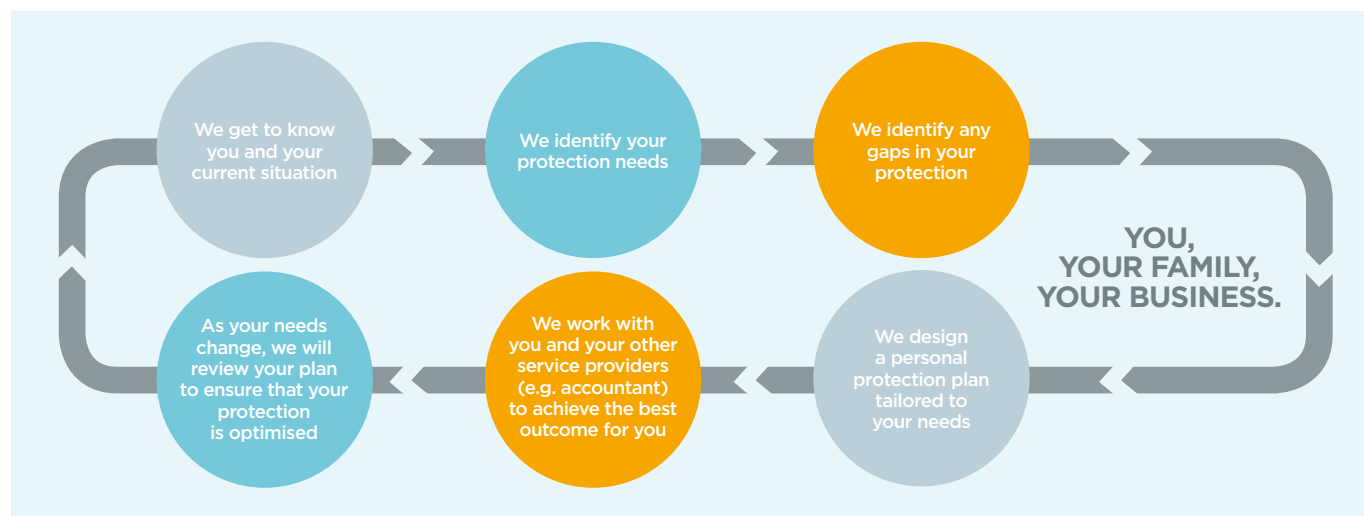 We get to know
you and your
current situation
We identify your
protection needs
We identify any
gaps in your
protection
YOU,
YOUR FAMILY,
YOUR BUSINESS.
We design
a personal
protection plan
tailored to
your needs
We work with
you and your other
service providers
(e.g. accountant)
to achieve the best
outcome for you
As your needs
change, we will
review your plan
to ensure that your
protection
is optimised